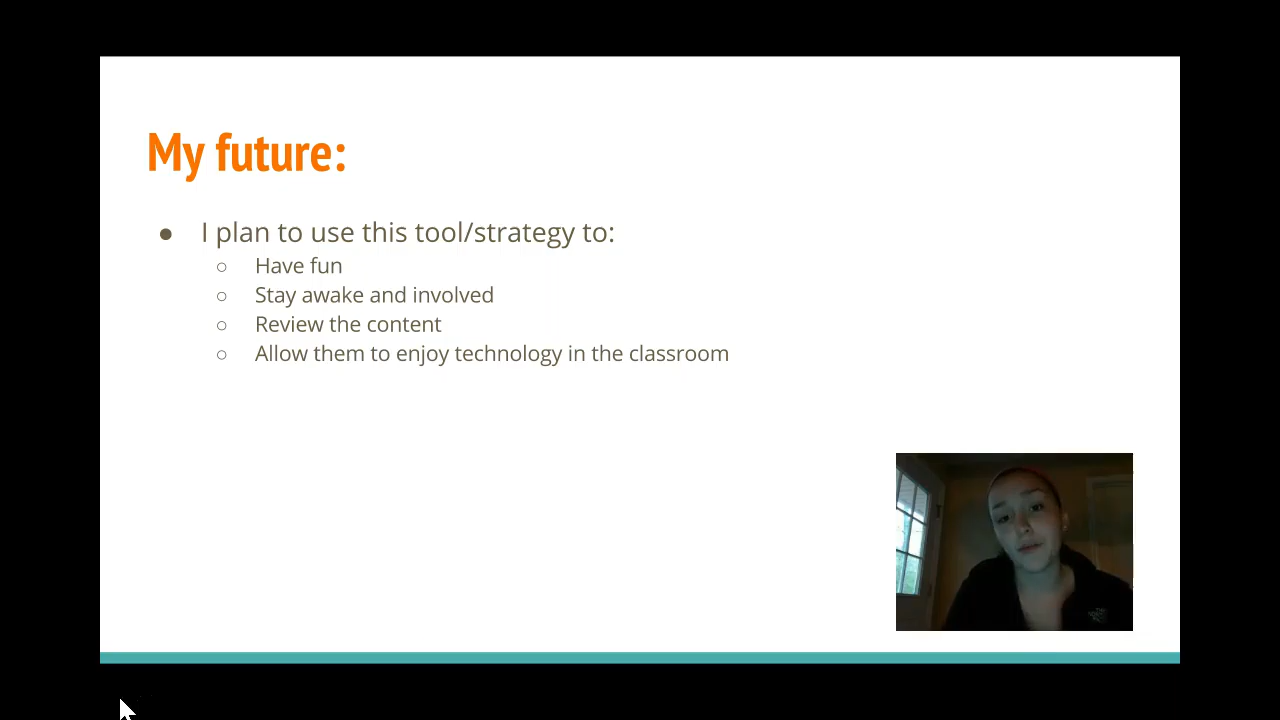 My future:
● I plan to use this tool/strategy to:
○ Have fun
○ Stay awake and involved
○ Review the content
○ Allow them to enjoy technology in the classroom